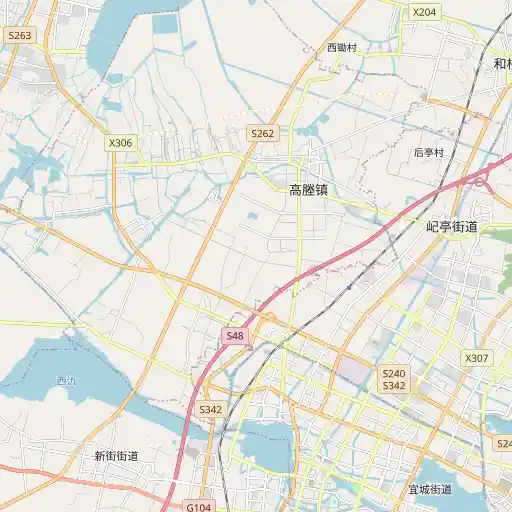 X204
S263
西锄村
和桥
S262
X306
后亭村
高塍镇
屺亭街道
S48
X307
S240
S342
西氿
S342
S24
新街街道
宜城街道
G104